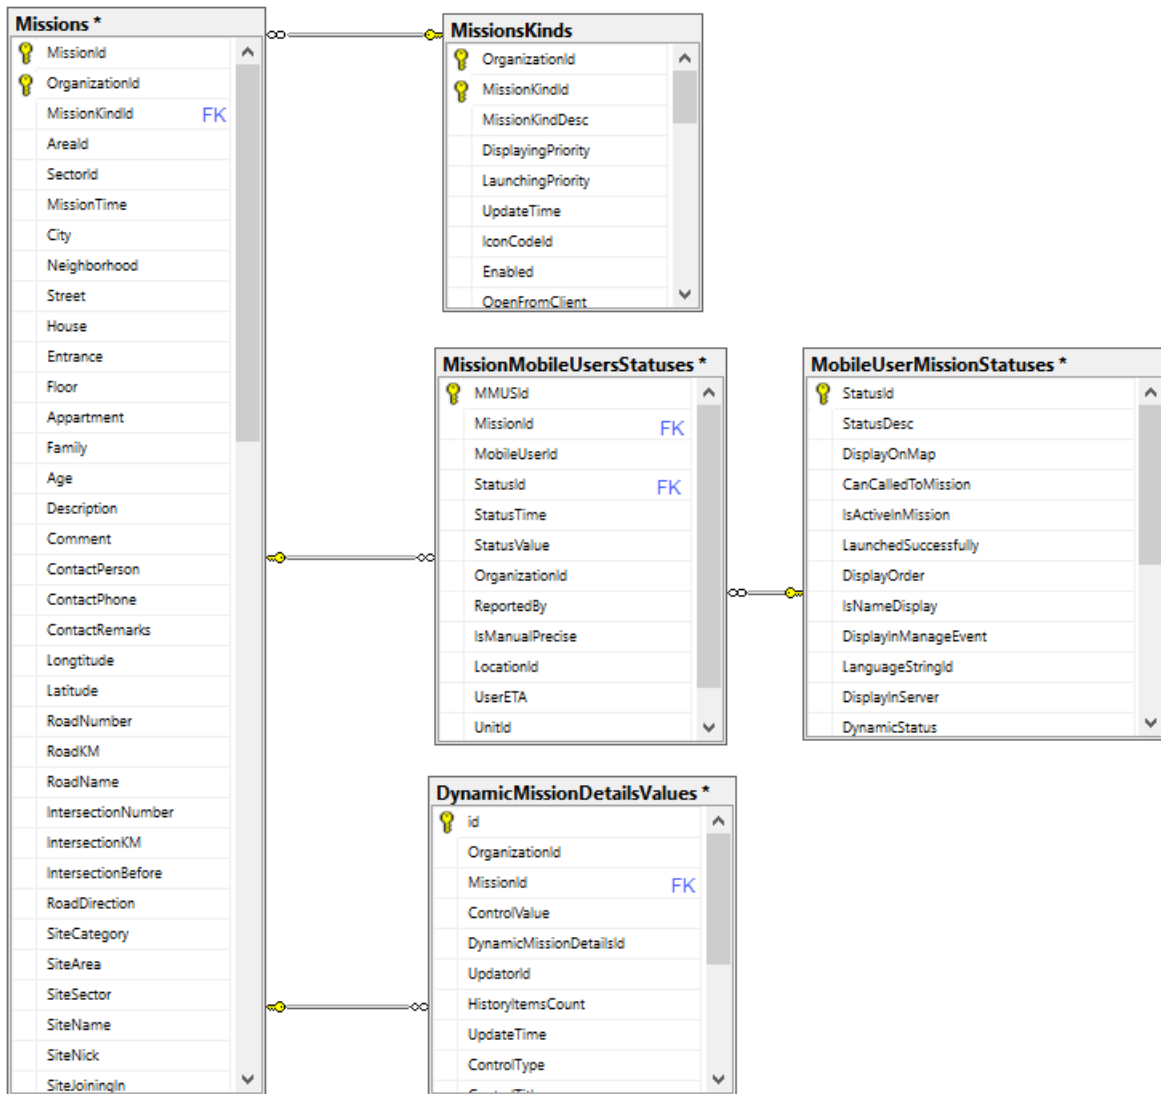 Missions *
MissionId
OrganizationId
MissionKindId FK
AreaId
SectorId
MissionTime
City
Neighborhood
Street
House
Entrance
Floor
Appartment
Family
Age
Description
Comment
ContactPerson
ContactPhone
ContactRemarks
Longtitude
Latitude
RoadNumber
RoadKM
RoadName
IntersectionNumber
IntersectionKM
IntersectionBefore
RoadDirection
SiteCategory
SiteArea
SiteSector
SiteName
SiteNick
SiteJoiningIn
MissionsKinds
OrganizationId
MissionKindId
MissionKindDesc
DisplayingPriority
LaunchingPriority
UpdateTime
IconCodeId
Enabled
OpenFromClient
MissionMobileUsersStatuses *
MMUSId
MissionId FK
MobileUserId
StatusId FK
StatusTime
StatusValue
OrganizationId
ReportedBy
IsManualPrecise
LocationId
UserETA
UnitId
MobileUserMissionStatuses *
StatusId
StatusDesc
DisplayOnMap
CanCalledToMission
IsActiveInMission
LaunchedSuccessfully
DisplayOrder
IsNameDisplay
DisplayInManageEvent
LanguageStringId
DisplayInServer
DynamicStatus
DynamicMissionDetailsValues *
id
OrganizationId
MissionId FK
ControlValue
DynamicMissionDetailsId
UpdatorId
HistoryItemsCount
UpdateTime
ControlType